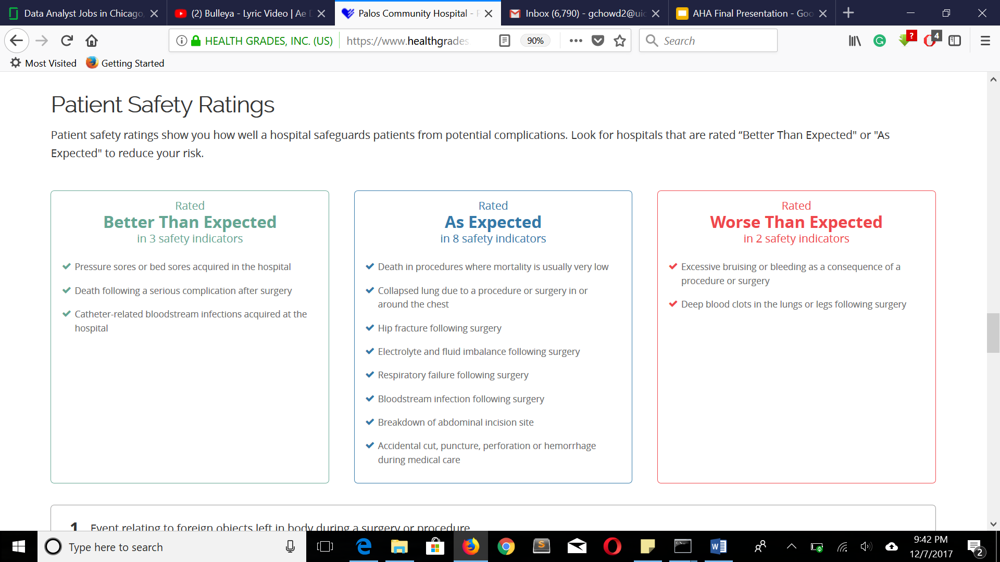 Data Analyst Jobs in Chicago,
(2) Bulleya - Lyric Video | Ae
Palos Community Hospital -
Inbox (6,790) - gchowd2@uic
AHA Final Presentation - Goo
HEALTH GRADES, INC. (US)
https://www.healthgrades
90%
Search
?
4
Most Visited
Getting Started
Patient Safety Ratings
Patient safety ratings show you how well a hospital safeguards patients from potential complications. Look for hospitals that are rated “Better Than Expected" or "As
Expected" to reduce your risk.
Rated
Better Than Expected
in 3 safety indicators
Pressure sores or bed sores acquired in the hospital
Death following a serious complication after surgery
Catheter-related bloodstream infections acquired at the
hospital
Rated
As Expected
in 8 safety indicators
Death in procedures where mortality is usually very low
Collapsed lung due to a procedure or surgery in or
around the chest
Hip fracture following surgery
Electrolyte and fluid imbalance following surgery
Respiratory failure following surgery
Bloodstream infection following surgery
Breakdown of abdominal incision site
Accidental cut, puncture, perforation or hemorrhage
during medical care
Rated
Worse Than Expected
in 2 safety indicators
Excessive bruising or bleeding as a consequence of a
procedure or surgery
Deep blood clots in the lungs or legs following surgery
1 Event relating to foreign objects left in body during a surgery or procedure
Type here to search
9:42 PM
12/7/2017
2